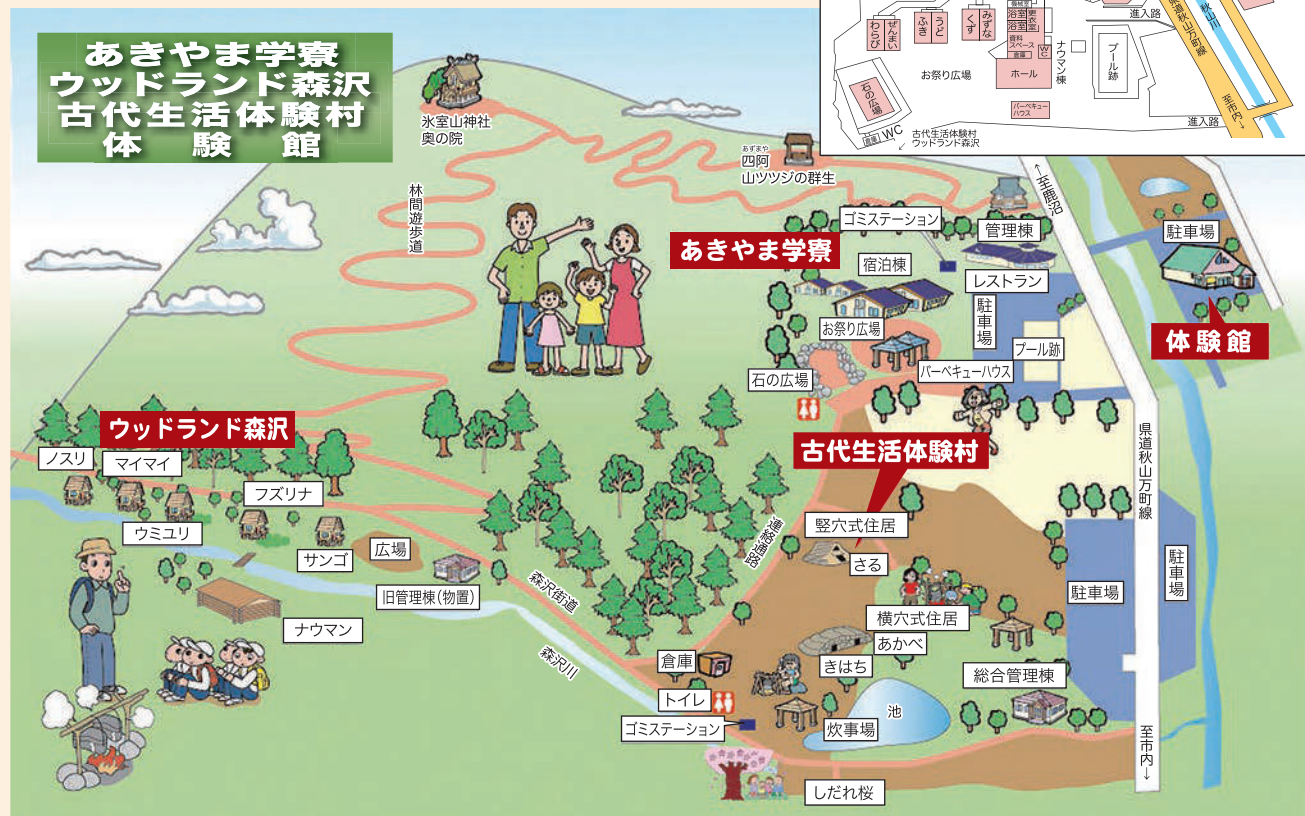 あきやま学寮
ウッドランド森沢
古代生活体験村
体験館
わらび
ぜんまい
ふき
うど
くず
みずな
機械室
浴室
浴室
更衣室
資料スペース
倉庫
WC
ホール
ナウマン棟
プール跡
お祭り広場
石の広場
バーベキューハウス
倉庫
WC
古代生活体験村
ウッドランド森沢
進入路
進入路
県道秋山万町線
秋山川
至市内→
氷室山神社
奥の院
あずまや
四阿
山ツツジの群生
林間遊歩道
←至鹿沼
ゴミステーション
管理棟
駐車場
あきやま学寮
宿泊棟
レストラン
駐車場
お祭り広場
プール跡
体験館
石の広場
バーベキューハウス
ウッドランド森沢
ノスリ
マイマイ
フズリナ
ウミユリ
サンゴ
広場
旧管理棟(物置)
ナウマン
古代生活体験村
県道秋山万町線
竪穴式住居
さる
連絡通路
森沢街道
森沢川
駐車場
駐車場
横穴式住居
あかべ
きはち
倉庫
総合管理棟
トイレ
池
炊事場
ゴミステーション
至市内→
しだれ桜